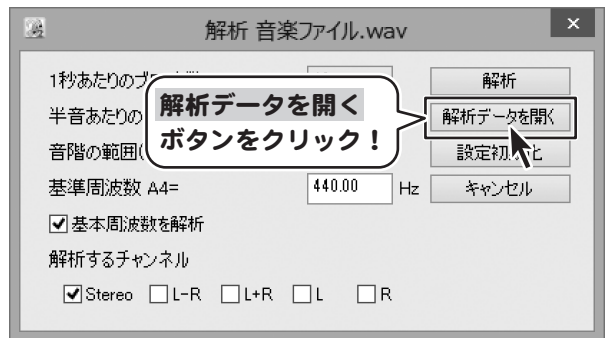 解析 音楽ファイル.wav
×
1秒あたりのブ
解析
半音あたりの
解析データを開く
解析データを開く
ボタンをクリック！
音階の範囲(
設定初
基準周波数 A4=
440.00
Hz
キャンセル
基本周波数を解析
解析するチャンネル
Stereo
L-R
L+R
L
R